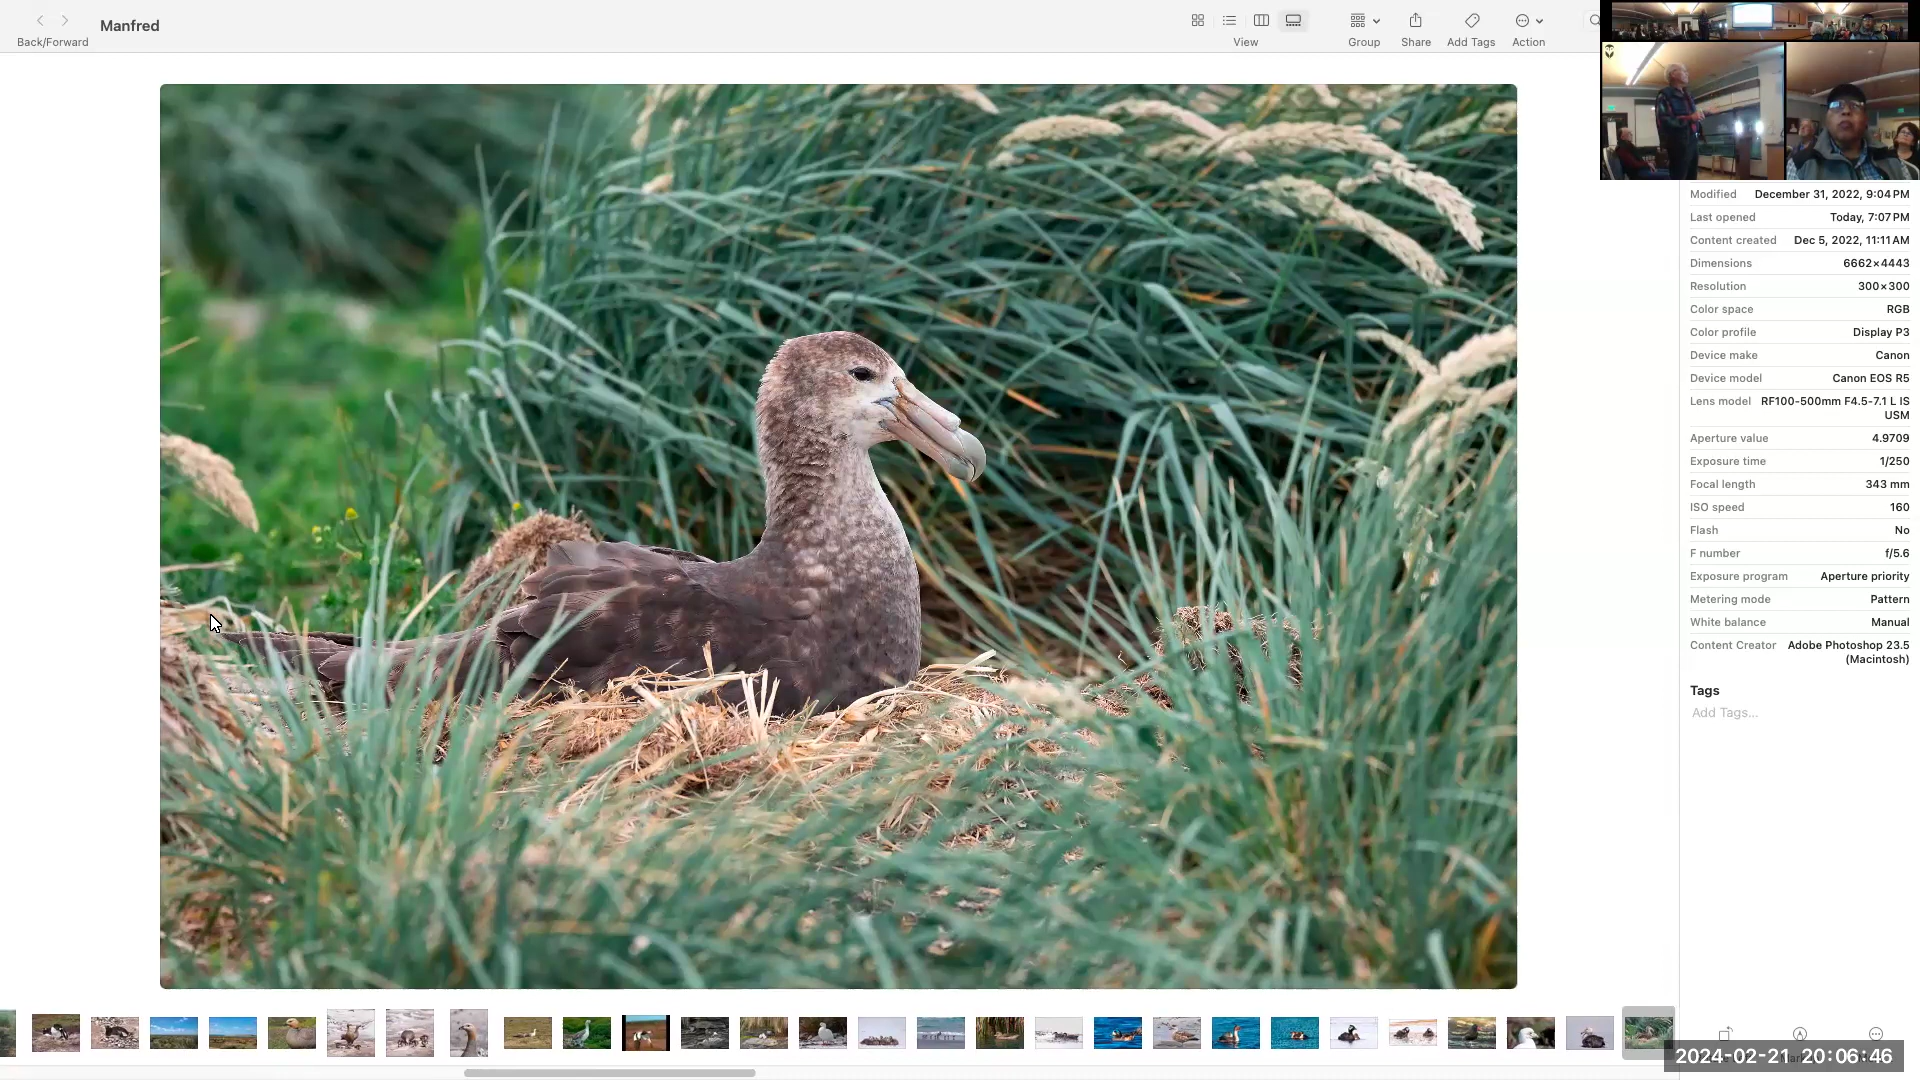 Manfred
Back/Forward
View
Group
Share
Add Tags
Action
Modified December 31, 2022, 9:04 PM
Last opened Today, 7:07 PM
Content created Dec 5, 2022, 11:11 AM
Dimensions 6662×4443
Resolution 300×300
Color space RGB
Color profile Display P3
Device make Canon
Device model Canon EOS R5
Lens model RF100-500mm F4.5-7.1 L IS
USM
Aperture value 4.9709
Exposure time 1/250
Focal length 343 mm
ISO speed 160
Flash No
F number f/5.6
Exposure program Aperture priority
Metering mode Pattern
White balance Manual
Content Creator Adobe Photoshop 23.5
(Macintosh)
Tags
Add Tags...
2024-02-21 20:06:46